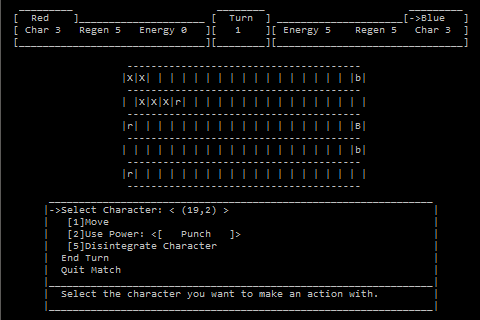 Red Turn ->Blue
[ Char 3 Regen 5 Energy 0 ][ 1 ][ Energy 5 Regen 5 Char 3 ]
|X|X| | | | | | | | | | | | | | | | | |b|
| |X|X|X|r| | | | | | | | | | | | | | | |
|r| | | | | | | | | | | | | | | | | | |B|
| | | | | | | | | | | | | | | | | | | |b|
|r| | | | | | | | | | | | | | | | | | | |
->Select Character: < (19,2) >
[1]Move
[2]Use Power: <[ Punch ]>
[5]Disintegrate Character
End Turn
Quit Match
Select the character you want to make an action with.